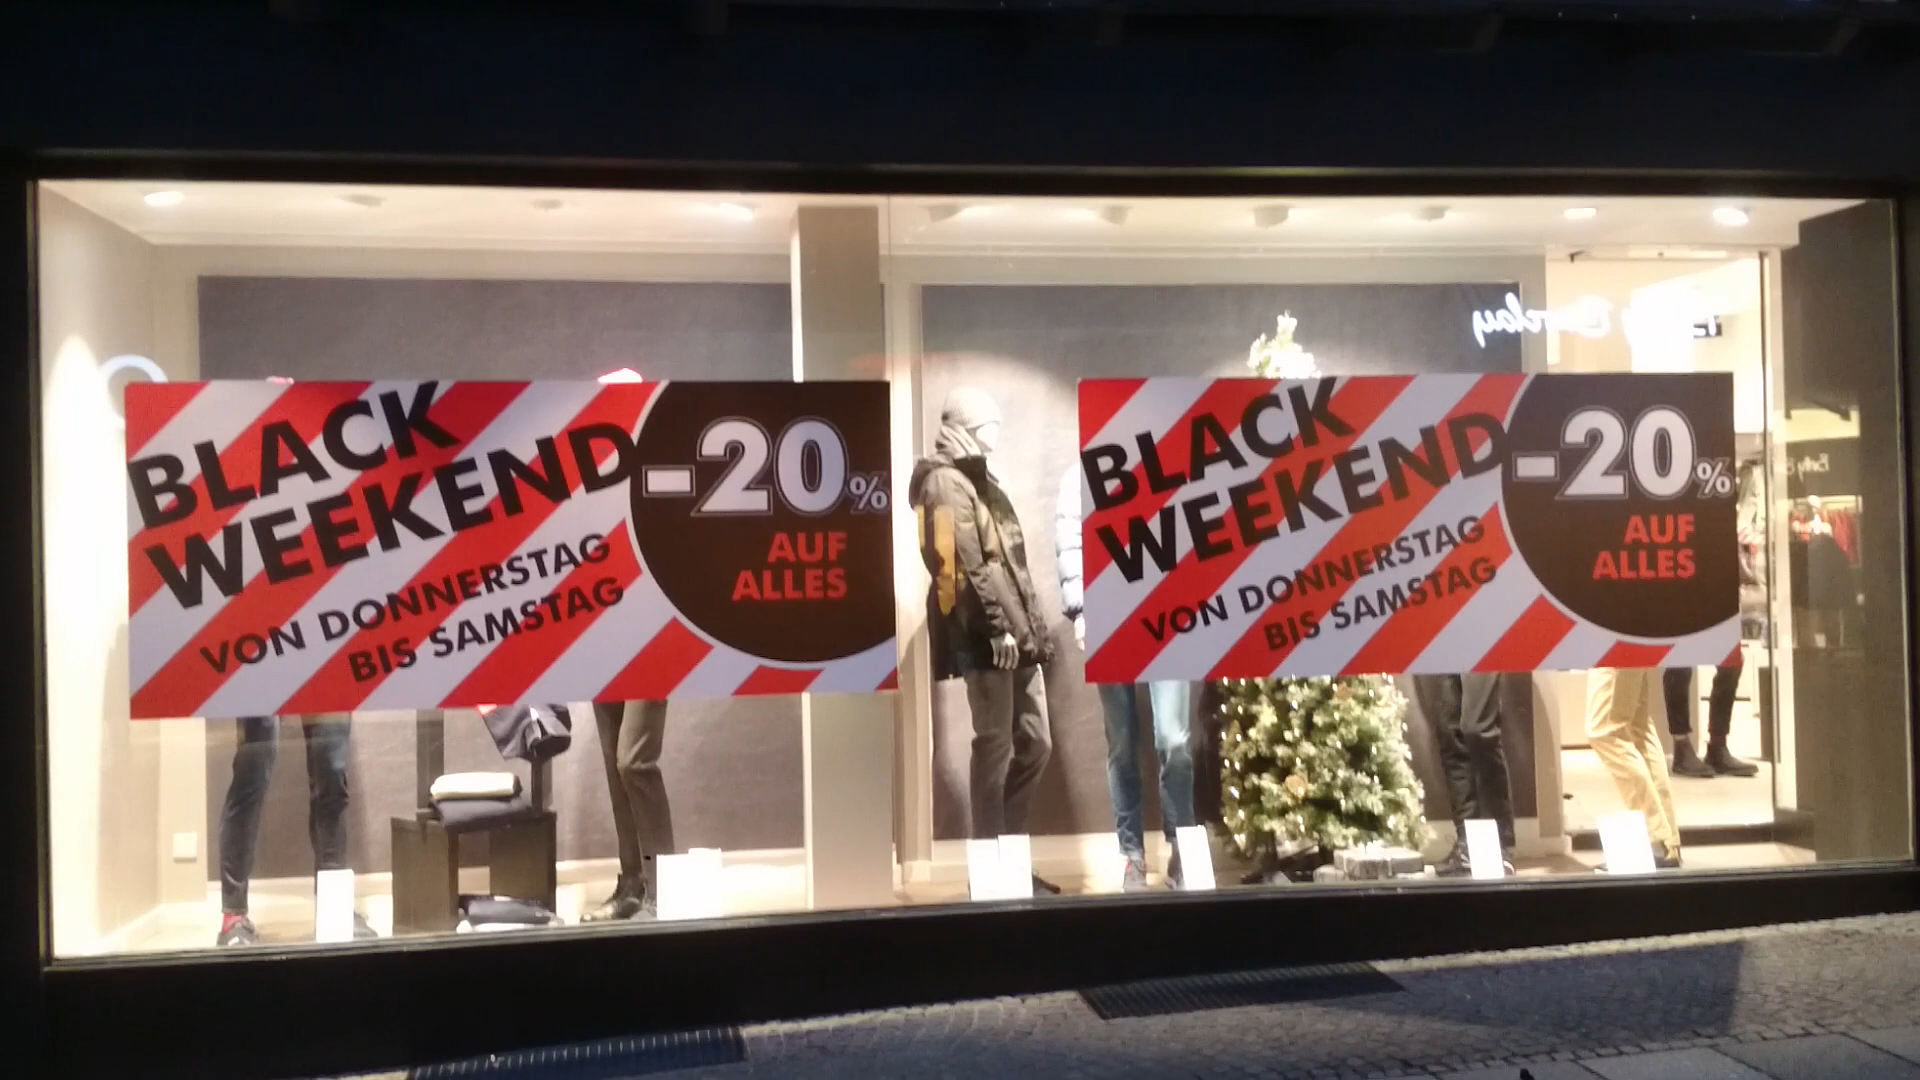 BLACK
WEEKEND
VON DONNERSTAG
BIS SAMSTAG
-20%
AUF
ALLES
BLACK
WEEKEND
VON DONNERSTAG
BIS SAMSTAG
-20%
AUF
ALLES